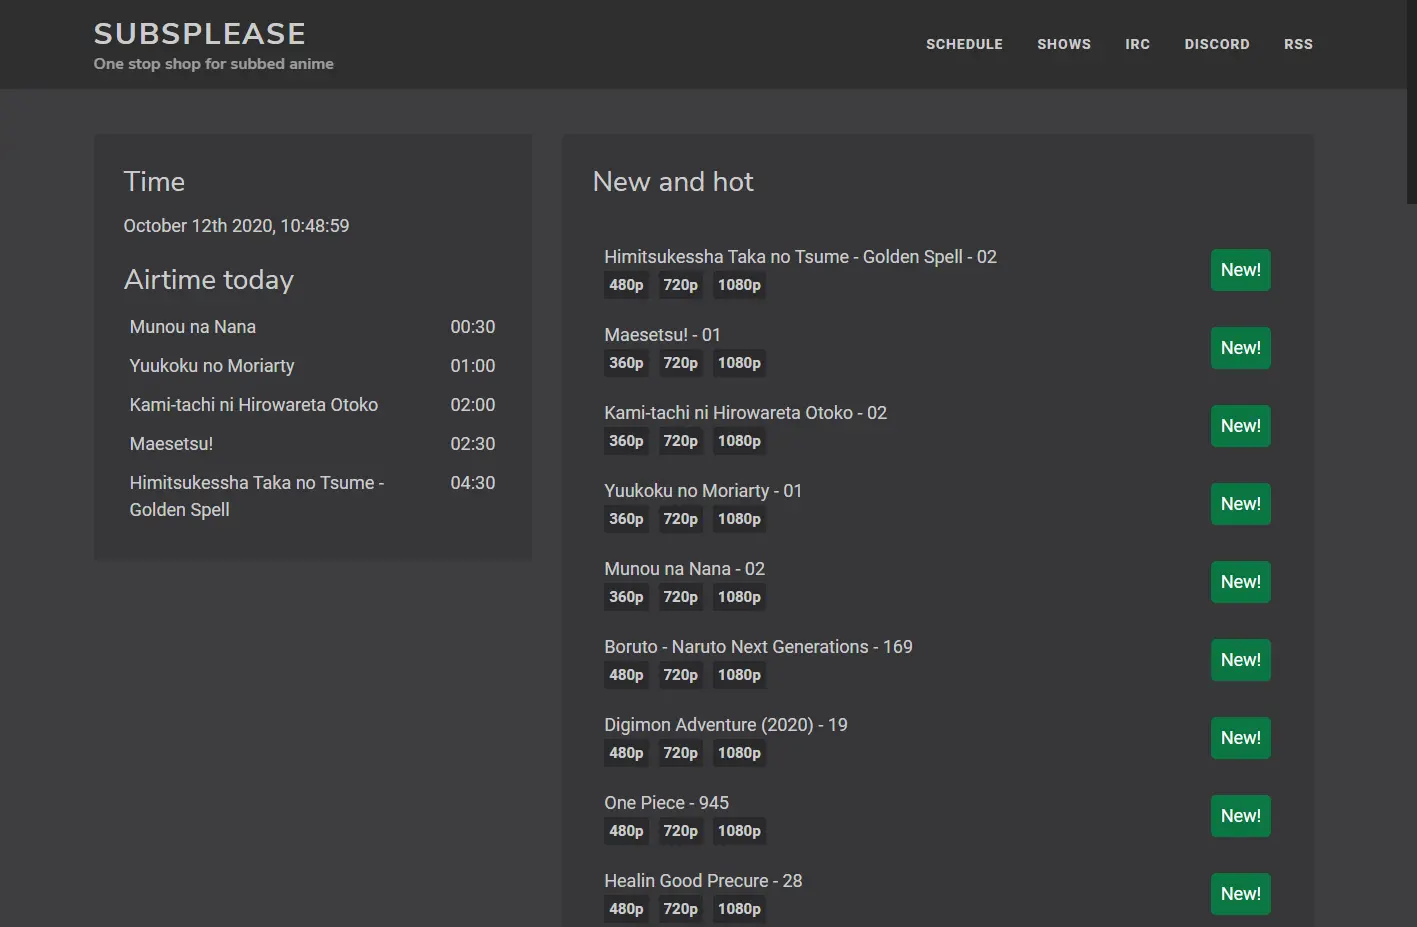 SUBSPLEASE
One stop shop for subbed anime
SCHEDULE SHOWS IRC DISCORD RSS
Time
October 12th 2020, 10:48:59
Airtime today
Munou na Nana 00:30
Yuukoku no Moriarty 01:00
Kami-tachi ni Hirowareta Otoko 02:00
Maesetsu! 02:30
Himitsukessha Taka no Tsume - 04:30
Golden Spell
New and hot
Himitsukessha Taka no Tsume - Golden Spell - 02
New!
480p 720p 1080p
Maesetsu! - 01
New!
360p 720p 1080p
Kami-tachi ni Hirowareta Otoko - 02
New!
360p 720p 1080p
Yuukoku no Moriarty - 01
New!
360p 720p 1080p
Munou na Nana - 02
New!
360p 720p 1080p
Boruto - Naruto Next Generations - 169
New!
480p 720p 1080p
Digimon Adventure (2020) - 19
New!
480p 720p 1080p
One Piece - 945
New!
480p 720p 1080p
Healin Good Precure - 28
New!
480p 720p 1080p